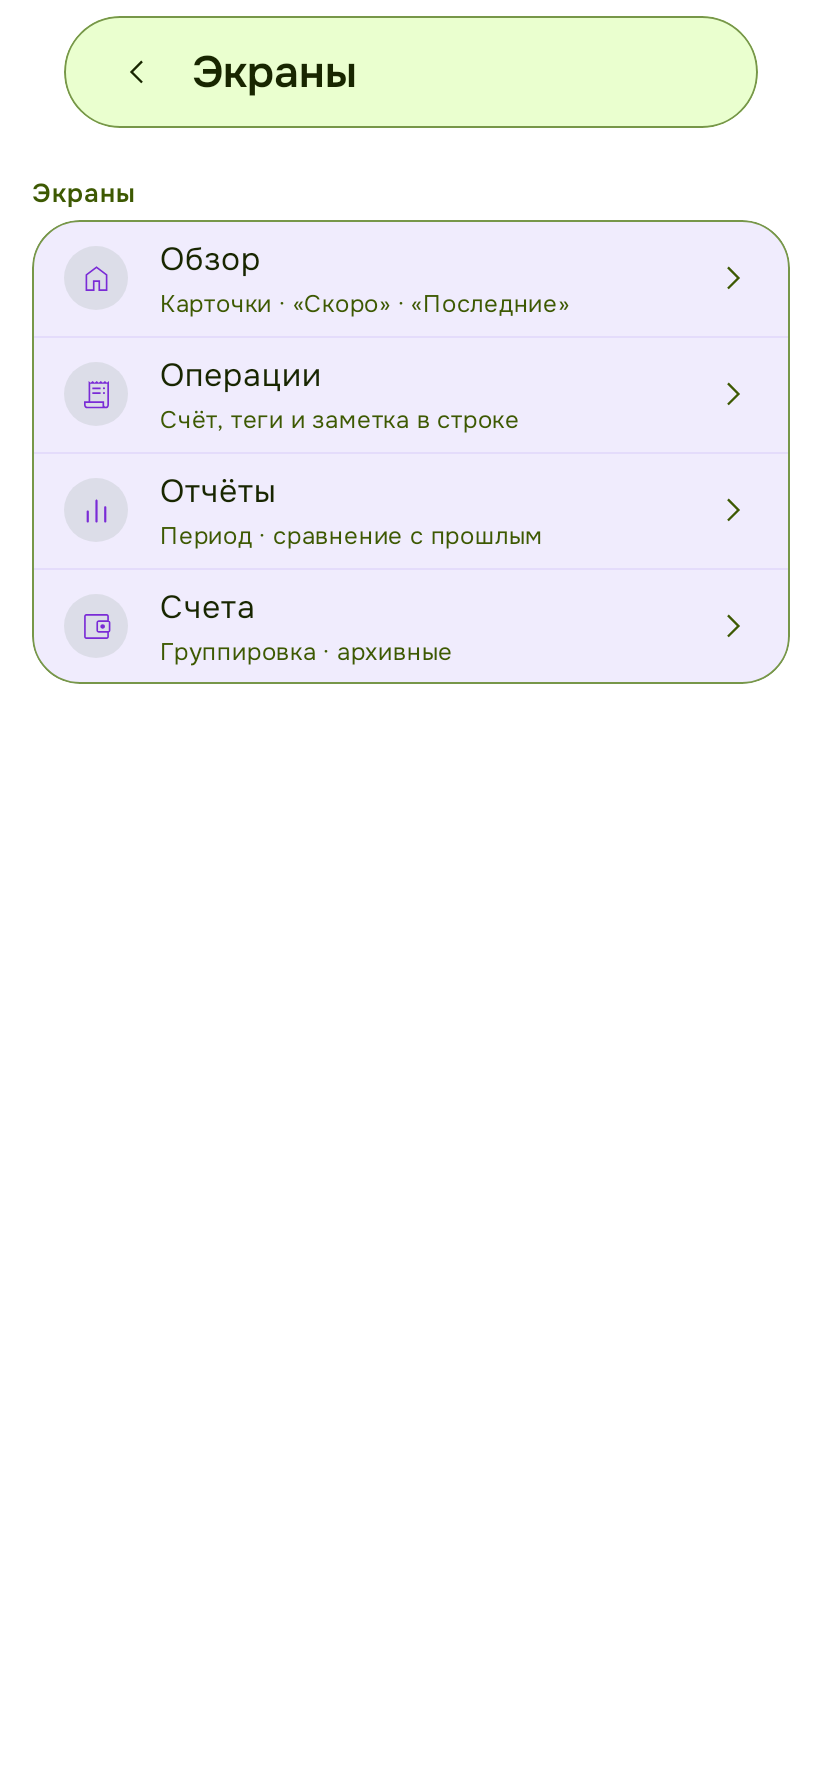 Экраны
Экраны
Обзор
Карточки · «Скоро» · «Последние»
Операции
Счёт, теги и заметка в строке
Отчёты
Период · сравнение с прошлым
Счета
Группировка · архивные